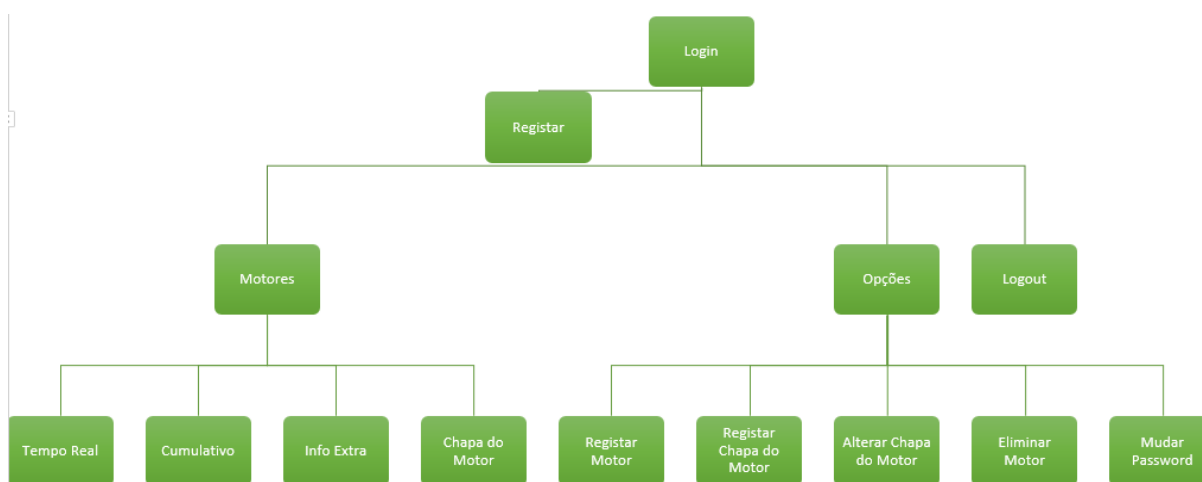 Login
Registar
Motores
Opções
Logout
Tempo Real
Cumulativo
Info Extra
Chapa do
Motor
Registar
Motor
Registar
Chapa do
Motor
Alterar Chapa
do Motor
Eliminar
Motor
Mudar
Password